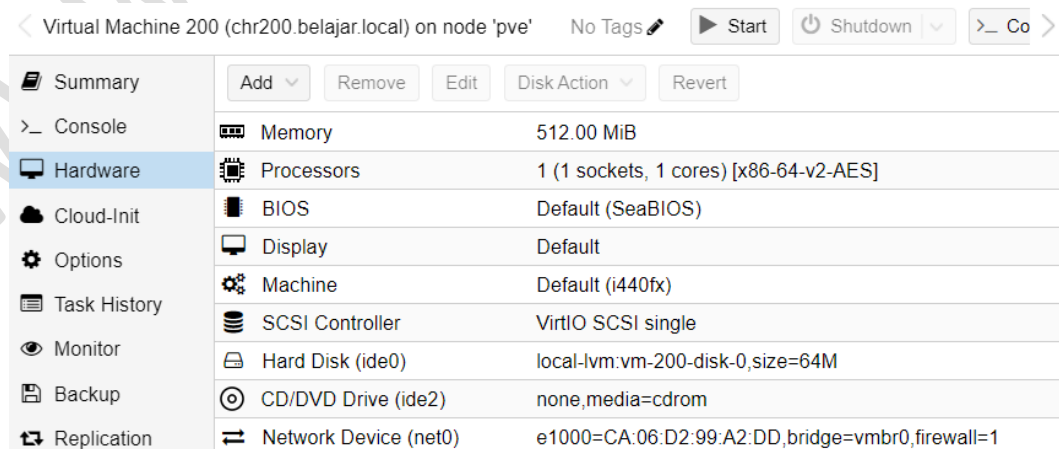 Virtual Machine 200 (chr200.belajar.local) on node 'pve' No Tags Start Shutdown >_ Co
Summary
Console
Hardware
Cloud-Init
Options
Task History
Monitor
Backup
Replication
Add Remove Edit Disk Action Revert
Memory 512.00 MiB
Processors 1 (1 sockets, 1 cores) [x86-64-v2-AES]
BIOS Default (SeaBIOS)
Display Default
Machine Default (i440fx)
SCSI Controller VirtIO SCSI single
Hard Disk (ide0) local-lvm:vm-200-disk-0,size=64M
CD/DVD Drive (ide2) none,media=cdrom
Network Device (net0) e1000=CA:06:D2:99:A2:DD,bridge=vmbr0,firewall=1